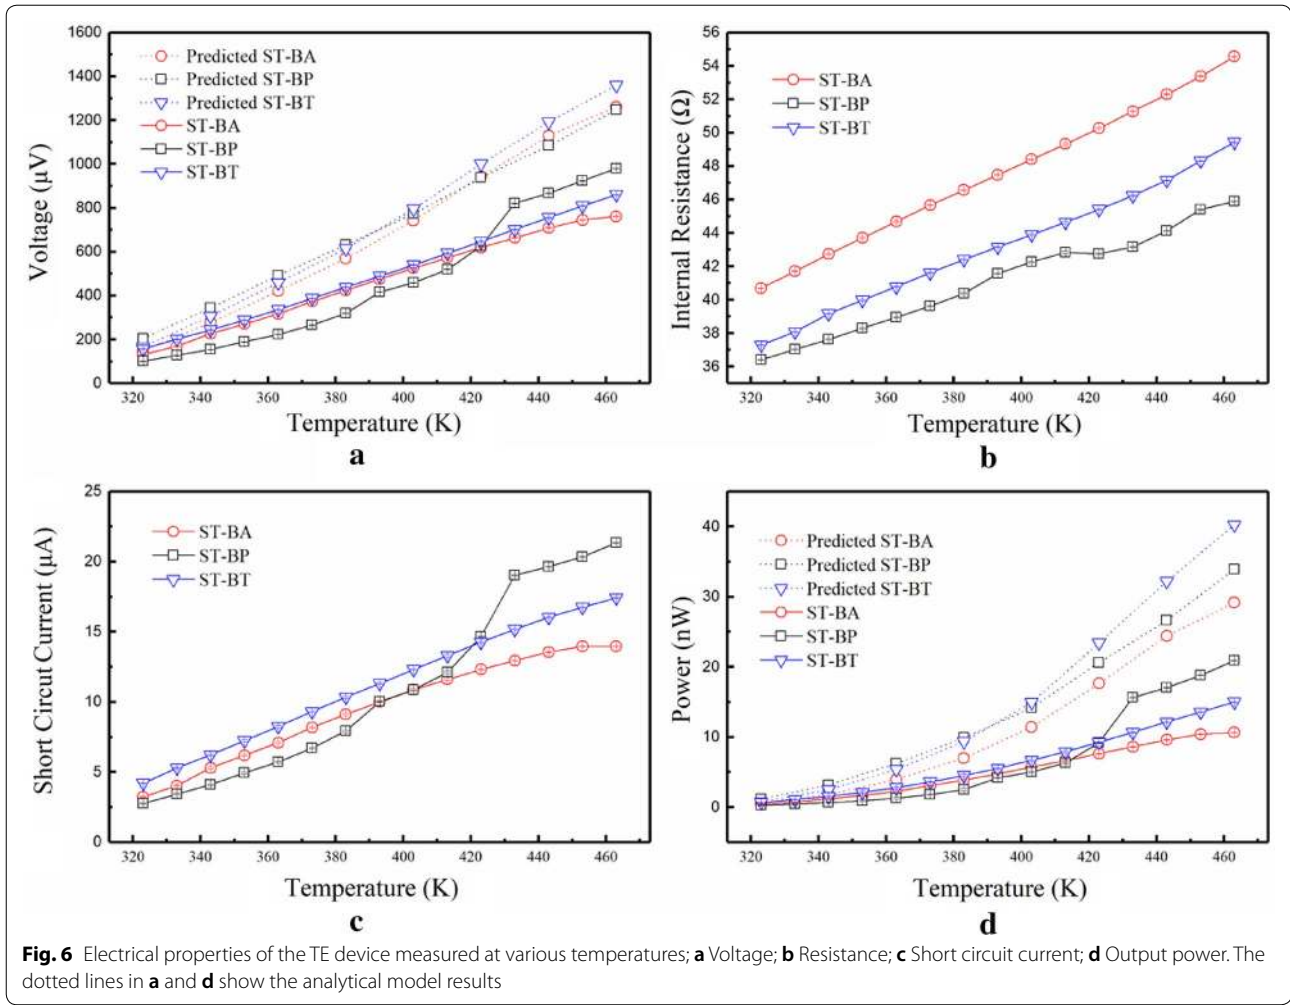 1600
1400
1200
1000
800
600
400
200
0
Voltage (μV)
Predicted ST-BA
Predicted ST-BP
Predicted ST-BT
ST-BA
ST-BP
ST-BT
320 340 360 380 400 420 440 460
Temperature (K)
a
56
54
52
50
48
46
44
42
40
38
36
Internal Resistance (Ω)
ST-BA
ST-BP
ST-BT
320 340 360 380 400 420 440 460
Temperature (K)
b
25
20
15
10
5
0
Short Circut Current (μA)
ST-BA
ST-BP
ST-BT
320 340 360 380 400 420 440 460
Temperature (K)
c
40
30
20
10
0
Power (nW)
Predicted ST-BA
Predicted ST-BP
Predicted ST-BT
ST-BA
ST-BP
ST-BT
320 340 360 380 400 420 440 460
Temperature (K)
d
Fig. 6 Electrical properties of the TE device measured at various temperatures; a Voltage; b Resistance; c Short circuit current; d Output power. The
dotted lines in a and d show the analytical model results